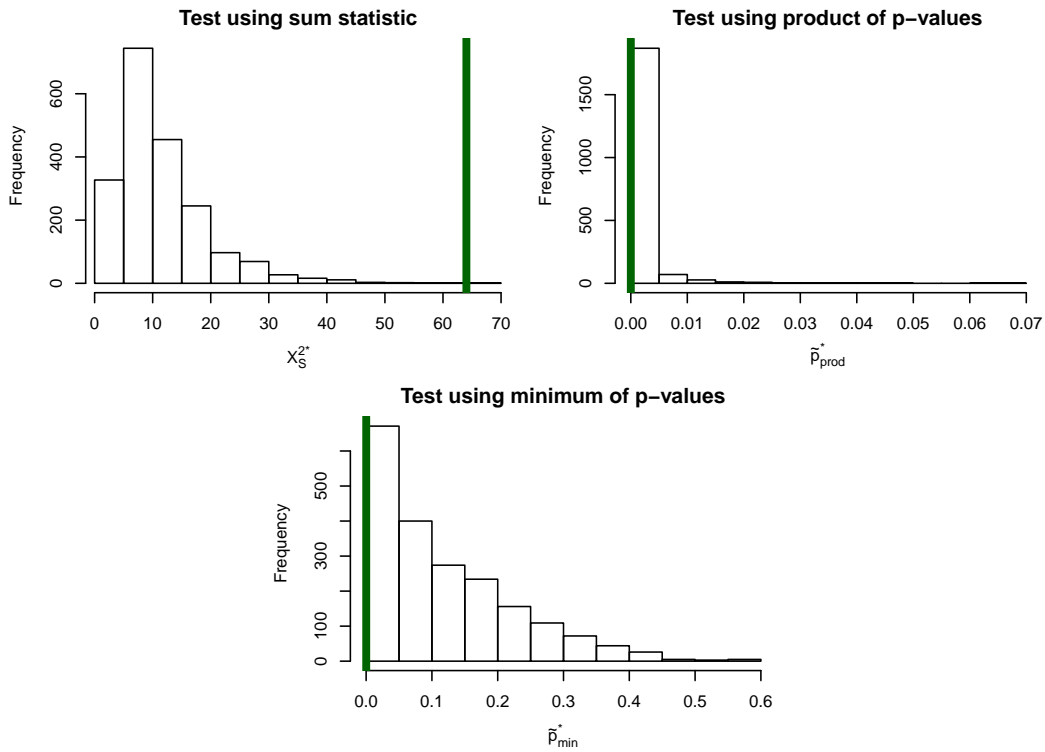 Test using sum statistic
Frequency
0 200 400 600
0 10 20 30 40 50 60 70
X_S^{2*}
Test using product of p−values
Frequency
0 500 1000 1500
0.00 0.01 0.02 0.03 0.04 0.05 0.06 0.07
p̃*_prod
Test using minimum of p−values
Frequency
0 100 300 500
0.0 0.1 0.2 0.3 0.4 0.5 0.6
p̃*_min